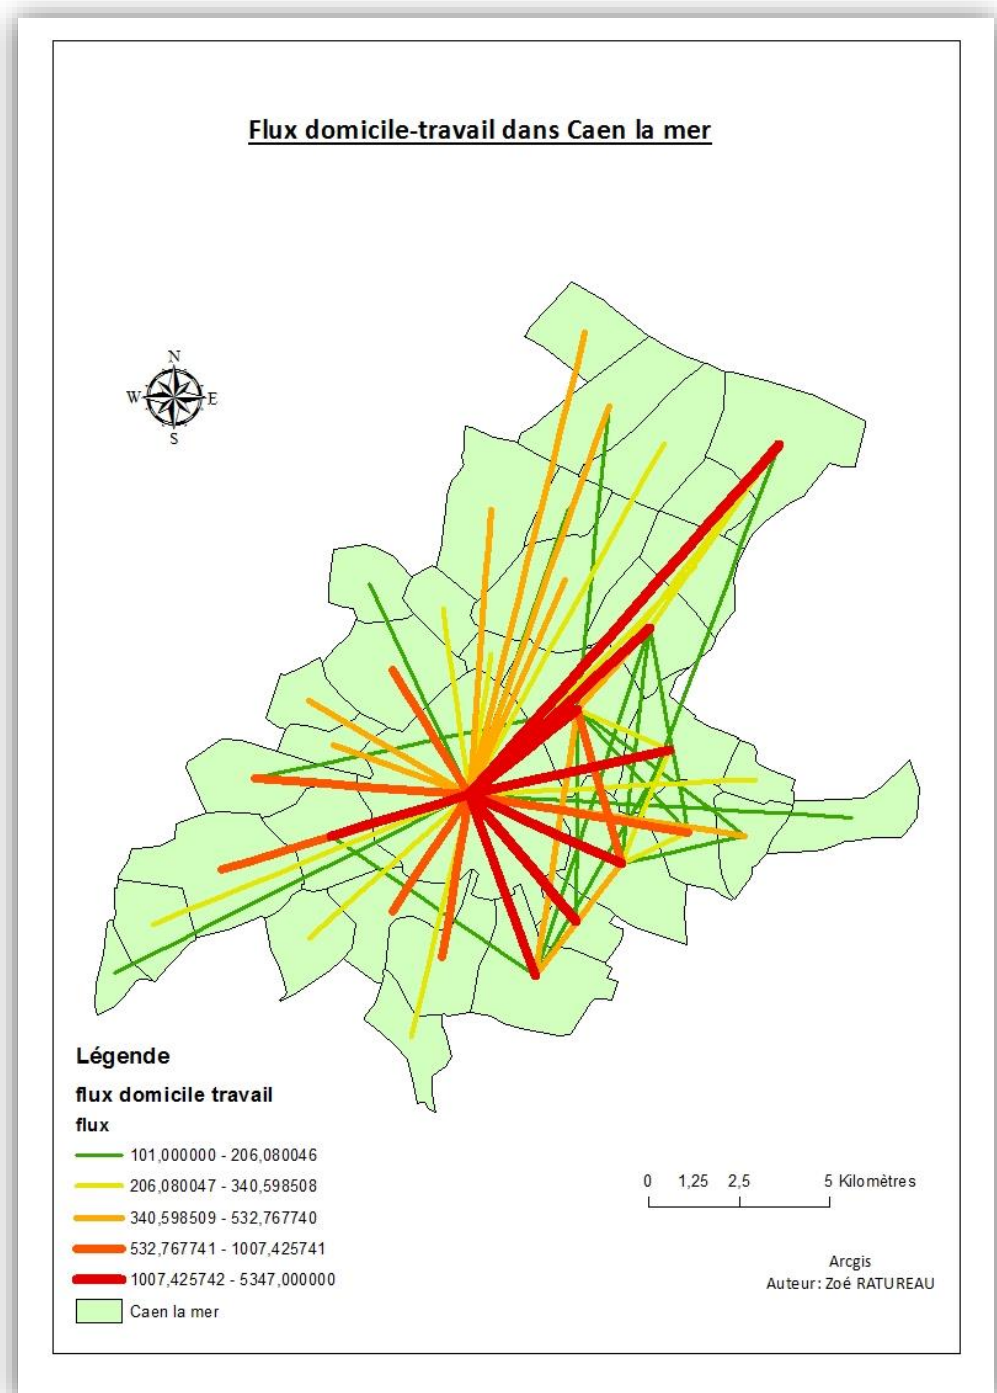 Flux domicile-travail dans Caen la mer
N
W E
S
Légende
flux domicile travail
flux
101,000000 - 206,080046
206,080047 - 340,598508
340,598509 - 532,767740
532,767741 - 1007,425741
1007,425742 - 5347,000000
Caen la mer
0 1,25 2,5 5 Kilomètres
Arcgis
Auteur: Zoé RATUREAU